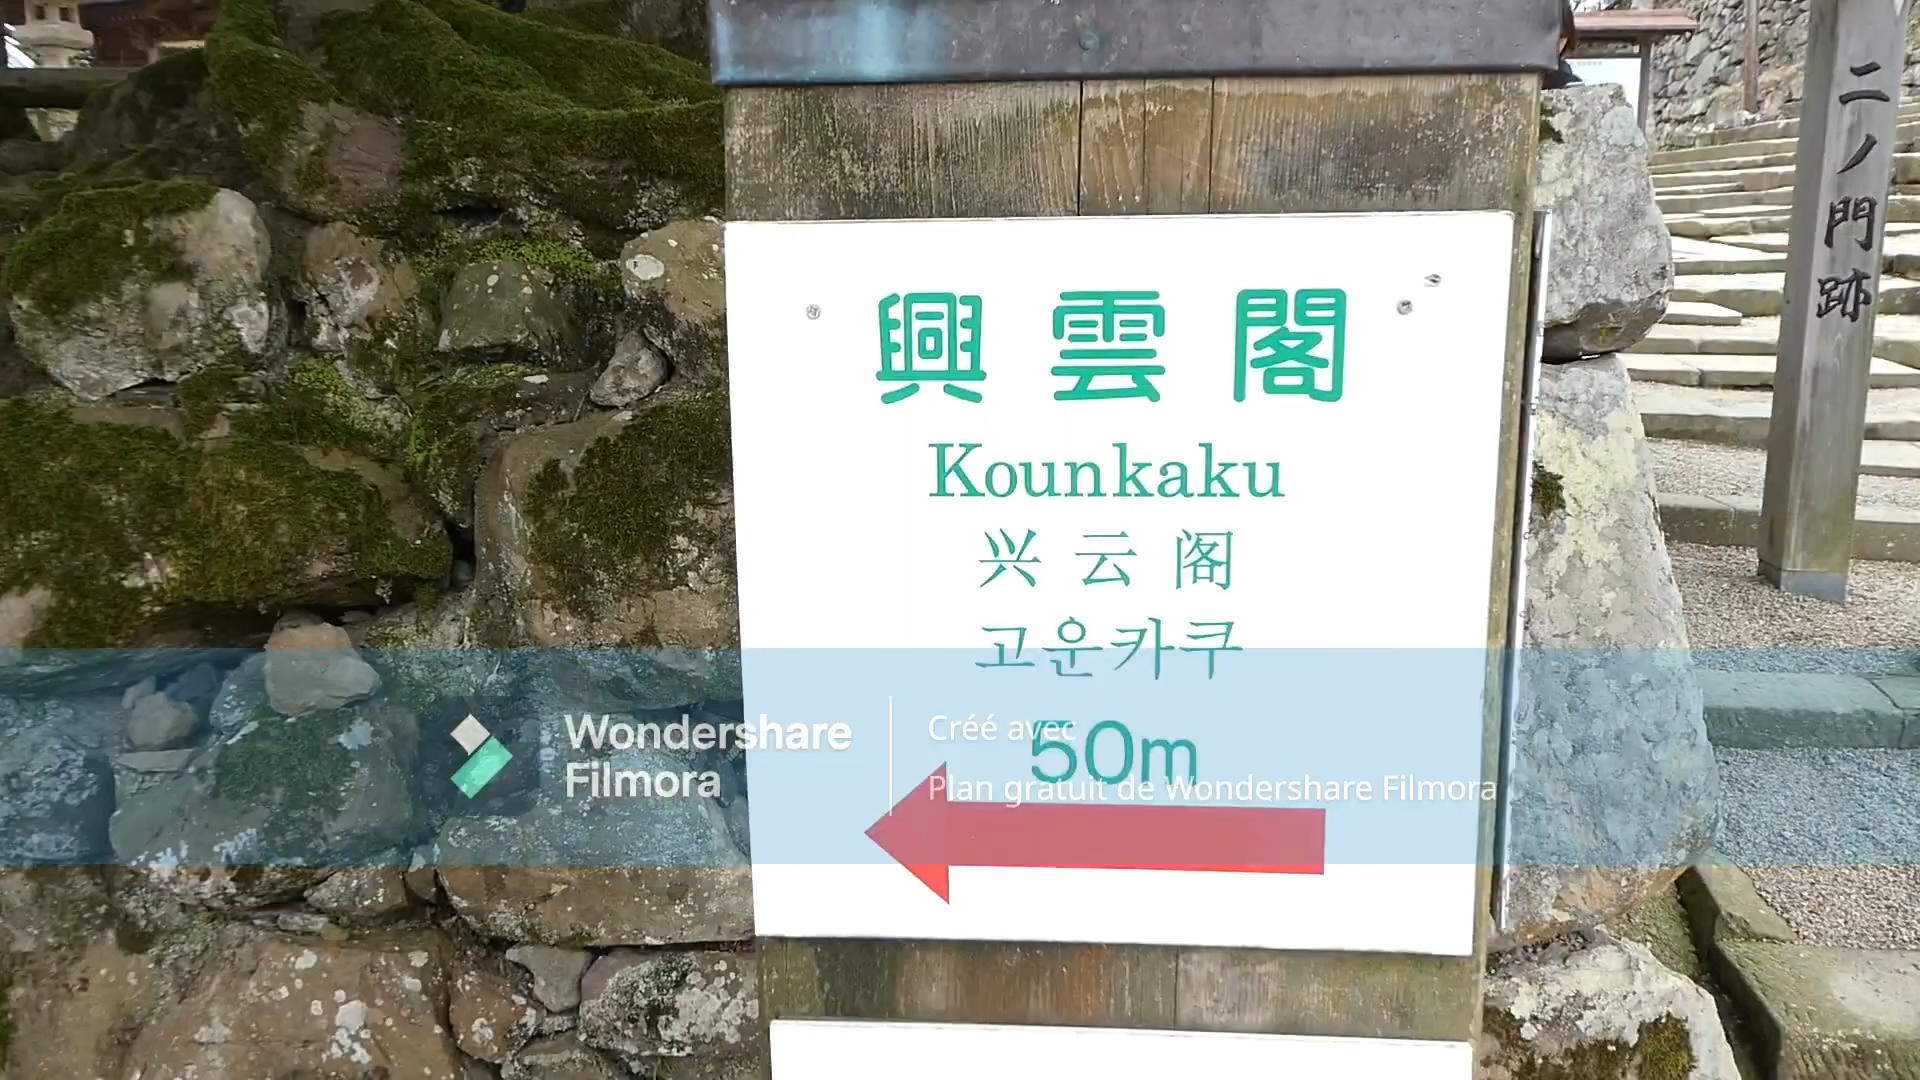 興雲閣
Kounkaku
兴云阁
고운카쿠
50m
二ノ門跡
Wondershare
Filmora
Créé avec
Plan gratuit de Wondershare Filmora